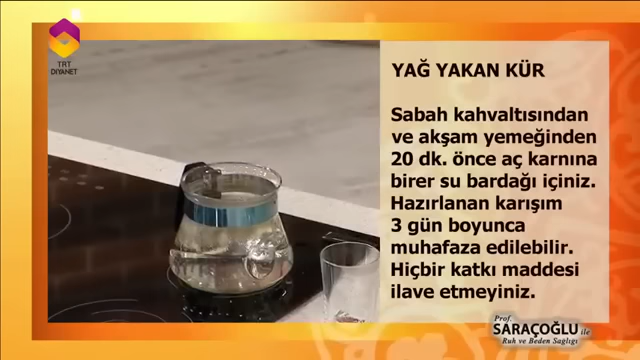 TRT
DİYANET
YAĞ YAKAN KÜR
Sabah kahvaltısından
ve akşam yemeğinden
20 dk. önce aç karnına
birer su bardağı içiniz.
Hazırlanan karışım
3 gün boyunca
muhafaza edilebilir.
Hiçbir katkı maddesi
ilave etmeyiniz.
Prof.
SARAÇOĞLU ile
Ruh ve Beden Sağlığı